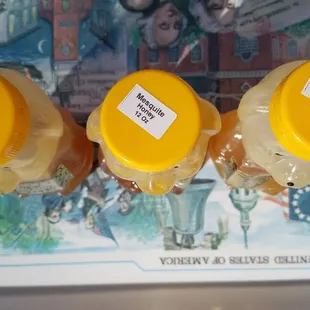 Mesquite
Honey
12 Oz
UNITED STATES OF AMERICA